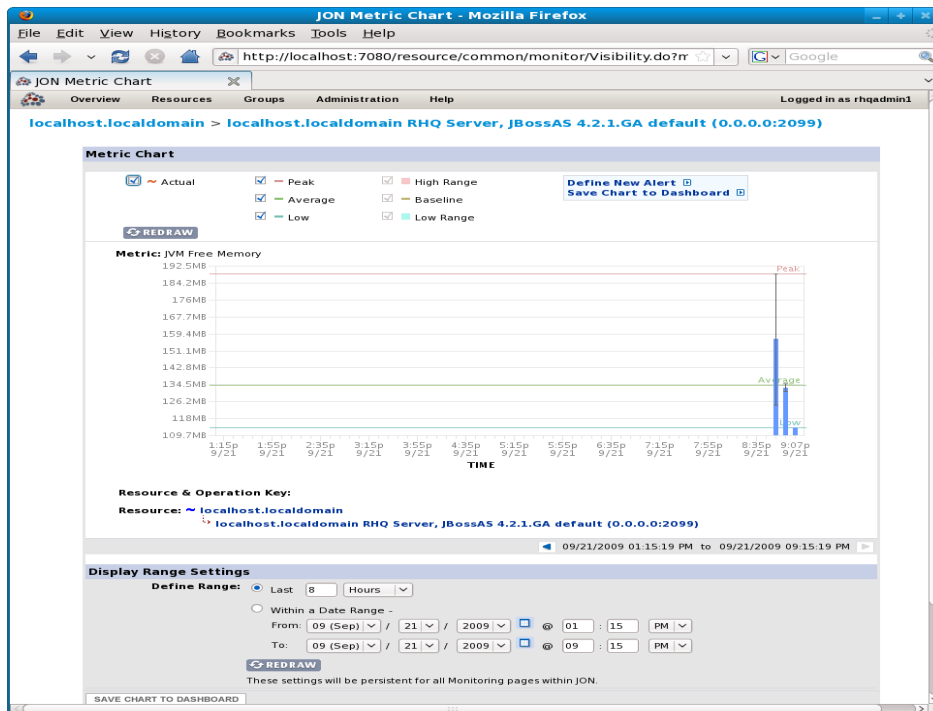 JON Metric Chart - Mozilla Firefox
File Edit View History Bookmarks Tools Help
http://localhost:7080/resource/common/monitor/Visibility.do?m
G Google
JON Metric Chart
Overview Resources Groups Administration Help Logged in as rhqadmin1
localhost.localdomain > localhost.localdomain RHQ Server, JBossAS 4.2.1.GA default (0.0.0.0:2099)
Metric Chart
Actual Peak High Range Define New Alert
Average Baseline Save Chart to Dashboard
Low Low Range
REDRAW
Metric: JVM Free Memory
192.5MB
Peak
184.2MB
176MB
167.7MB
159.4MB
151.1MB
142.8MB
134.5MB
Average
126.2MB
118MB
Low
109.7MB
1:15p 1:55p 2:35p 3:15p 3:55p 4:35p 5:15p 5:55p 6:35p 7:15p 7:55p 8:35p 9:07p
9/21 9/21 9/21 9/21 9/21 9/21 9/21 9/21 9/21 9/21 9/21 9/21 9/21
TIME
Resource & Operation Key:
Resource: ~ localhost.localdomain
localhost.localdomain RHQ Server, JBossAS 4.2.1.GA default (0.0.0.0:2099)
09/21/2009 01:15:19 PM to 09/21/2009 09:15:19 PM
Display Range Settings
Define Range: Last 8 Hours
Within a Date Range -
From: 09 (Sep) / 21 / 2009 @ 01 : 15 PM
To: 09 (Sep) / 21 / 2009 @ 09 : 15 PM
REDRAW
These settings will be persistent for all Monitoring pages within JON.
SAVE CHART TO DASHBOARD